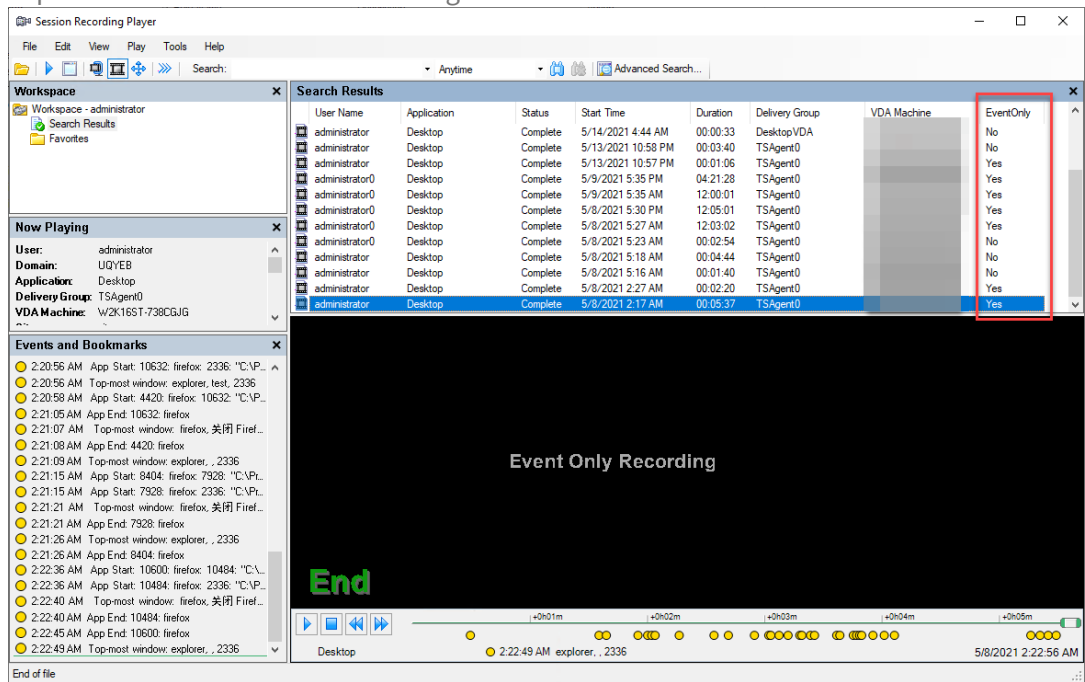 Session Recording Player
File Edit View Play Tools Help
Search: Anytime Advanced Search...
Workspace
Workspace - administrator
Search Results
Favorites
Search Results
User Name Application Status Start Time Duration Delivery Group VDA Machine EventOnly
administrator Desktop Complete 5/14/2021 4:44 AM 00:00:33 DesktopVDA No
administrator Desktop Complete 5/13/2021 10:58 PM 00:03:40 TSAgent0 No
administrator Desktop Complete 5/13/2021 10:57 PM 00:01:06 TSAgent0 Yes
administrator0 Desktop Complete 5/9/2021 5:35 PM 04:21:28 TSAgent0 Yes
administrator0 Desktop Complete 5/9/2021 5:35 AM 12:00:01 TSAgent0 Yes
administrator0 Desktop Complete 5/8/2021 5:30 PM 12:05:01 TSAgent0 Yes
administrator0 Desktop Complete 5/8/2021 5:27 AM 12:03:02 TSAgent0 Yes
administrator0 Desktop Complete 5/8/2021 5:23 AM 00:02:54 TSAgent0 No
administrator Desktop Complete 5/8/2021 5:18 AM 00:04:44 TSAgent0 No
administrator Desktop Complete 5/8/2021 5:16 AM 00:01:40 TSAgent0 No
administrator Desktop Complete 5/8/2021 2:27 AM 00:02:20 TSAgent0 Yes
administrator Desktop Complete 5/8/2021 2:17 AM 00:05:37 TSAgent0 Yes
Now Playing
User: administrator
Domain: UQYEB
Application: Desktop
Delivery Group: TSAgent0
VDA Machine: W2K16ST-738CGJG
Events and Bookmarks
2:20:56 AM App Start: 10632: firefox: 2336: "C:\P...
2:20:56 AM Top-most window: explorer, test, 2336
2:20:58 AM App Start: 4420: firefox: 10632: "C:\P...
2:21:05 AM App End: 10632: firefox
2:21:07 AM Top-most window: firefox, 关闭 Firef...
2:21:08 AM App End: 4420: firefox
2:21:09 AM Top-most window: explorer, , 2336
2:21:15 AM App Start: 8404: firefox: 7928: "C:\Pr...
2:21:15 AM App Start: 7928: firefox: 2336: "C:\Pr...
2:21:21 AM Top-most window: firefox, 关闭 Firef...
2:21:21 AM App End: 7928: firefox
2:21:26 AM Top-most window: explorer, , 2336
2:21:26 AM App End: 8404: firefox
2:22:36 AM App Start: 10600: firefox: 10484: "C:\...
2:22:36 AM App Start: 10484: firefox: 2336: "C:\P...
2:22:40 AM Top-most window: firefox, 关闭 Firef...
2:22:40 AM App End: 10484: firefox
2:22:45 AM App End: 10600: firefox
2:22:49 AM Top-most window: explorer, , 2336
Event Only Recording
End
+0h01m +0h02m +0h03m +0h04m +0h05m
Desktop 2:22:49 AM explorer, , 2336 5/8/2021 2:22:56 AM
End of file